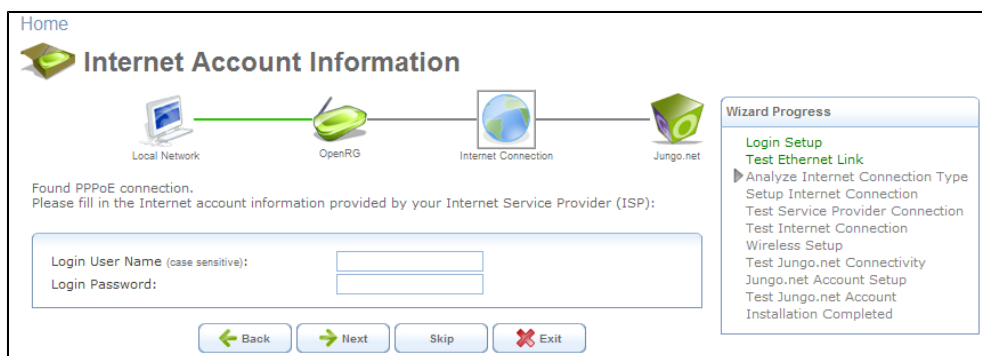 Home
Internet Account Information
Local Network
OpenRG
Internet Connection
Jungo.net
Found PPPoE connection.
Please fill in the Internet account information provided by your Internet Service Provider (ISP):
Login User Name (case sensitive):
Login Password:
Back
Next
Skip
Exit
Wizard Progress
Login Setup
Test Ethernet Link
Analyze Internet Connection Type
Setup Internet Connection
Test Service Provider Connection
Test Internet Connection
Wireless Setup
Test Jungo.net Connectivity
Jungo.net Account Setup
Test Jungo.net Account
Installation Completed